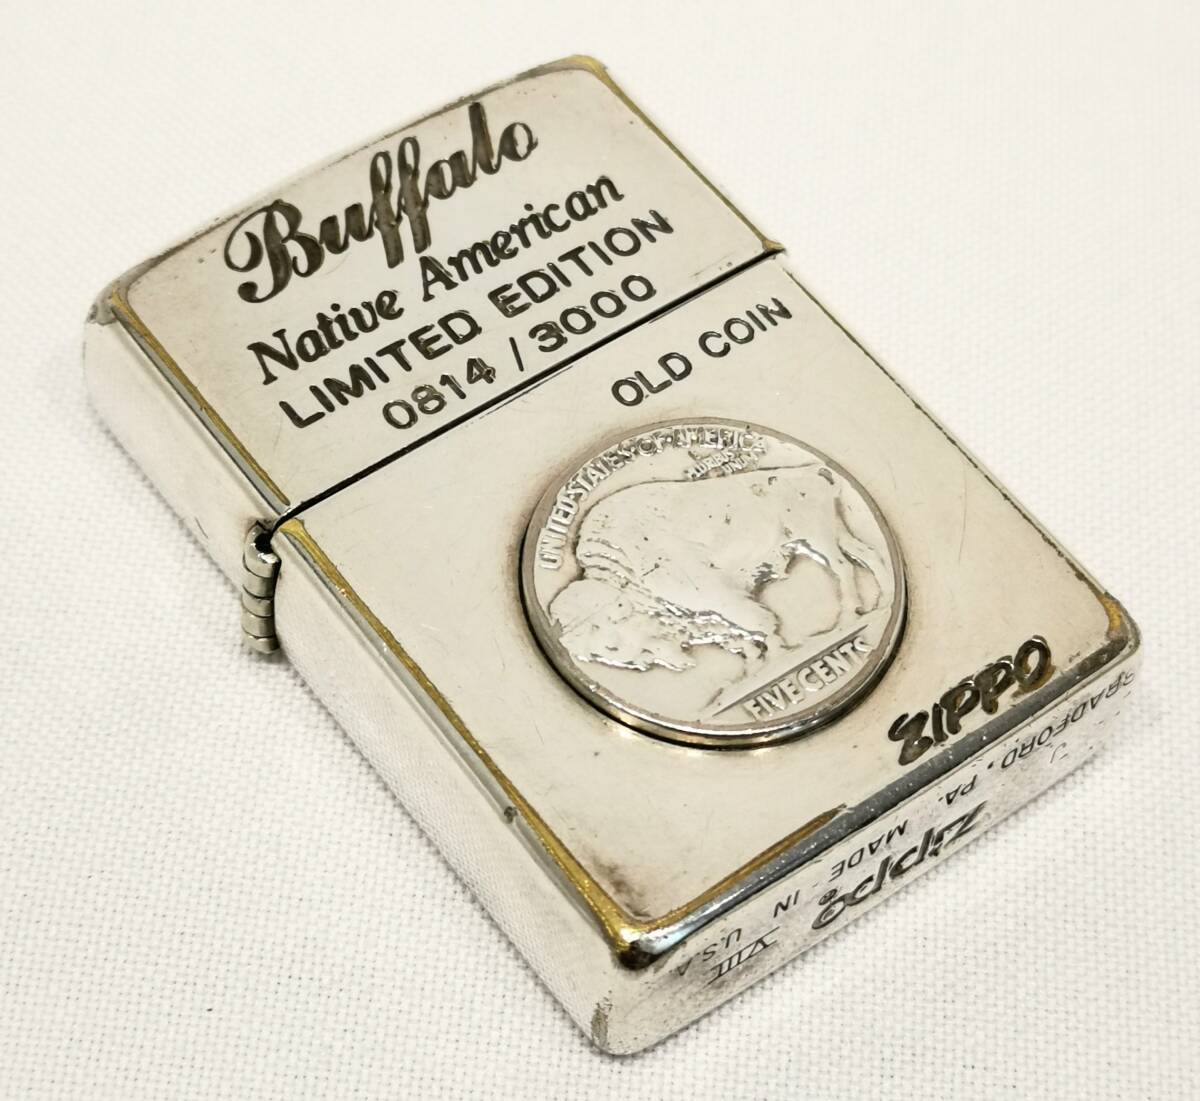 Buffalo
Native American
LIMITED EDITION
0814 / 3000
OLD COIN
UNITED STATES OF AMERICA
PLURIBUS
UNUM
FIVE CENTS
ZIPPO
BRADFORD, PA. MADE IN U.S.A
J Zippo ® VIII